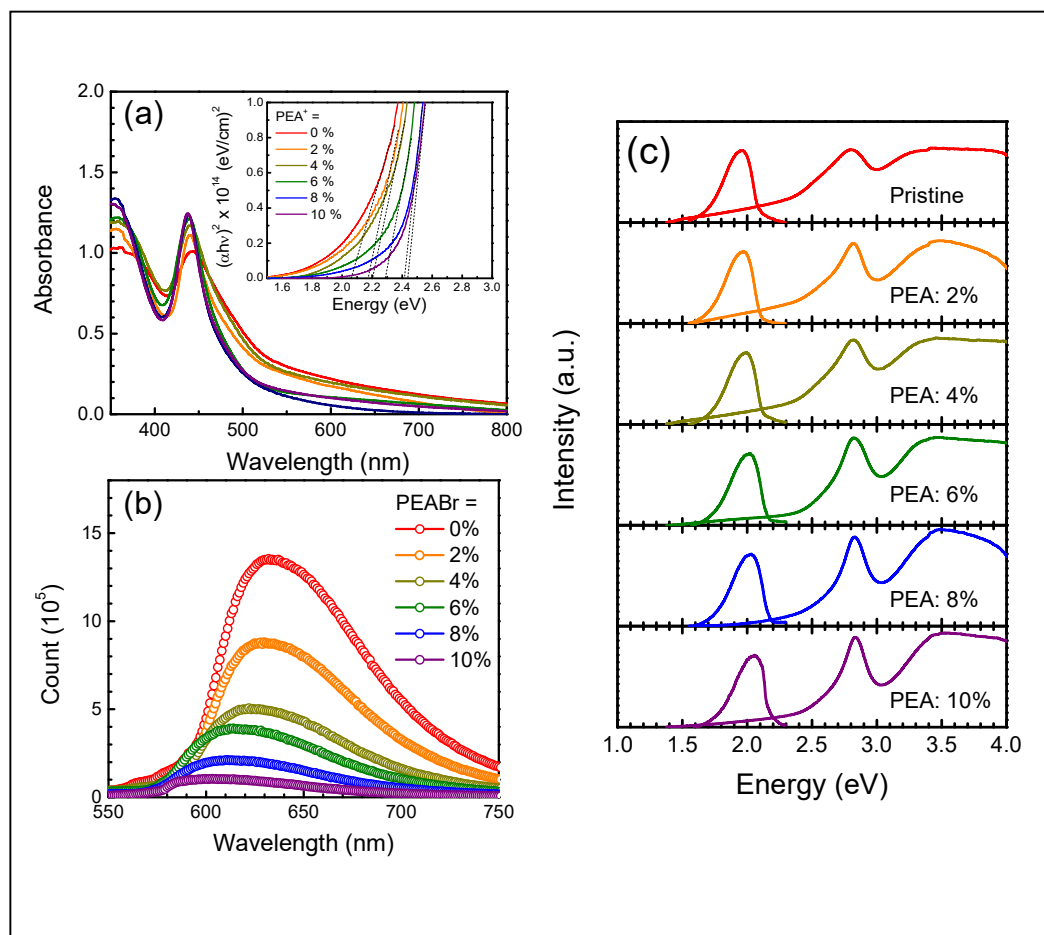 (a)
Absorbance
2.0
1.5
1.0
0.5
0.0
400 500 600 700 800
Wavelength (nm)
(αhν)² x 10¹⁴ (eV/cm)²
1.0
0.8
0.6
0.4
0.2
0.0
PEA⁺ =
0 %
2 %
4 %
6 %
8 %
10 %
1.6 1.8 2.0 2.2 2.4 2.6 2.8 3.0
Energy (eV)
(b)
Count (10⁵)
15
10
5
0
PEABr =
0%
2%
4%
6%
8%
10%
550 600 650 700 750
Wavelength (nm)
(c)
Intensity (a.u.)
Pristine
PEA: 2%
PEA: 4%
PEA: 6%
PEA: 8%
PEA: 10%
1.0 1.5 2.0 2.5 3.0 3.5 4.0
Energy (eV)